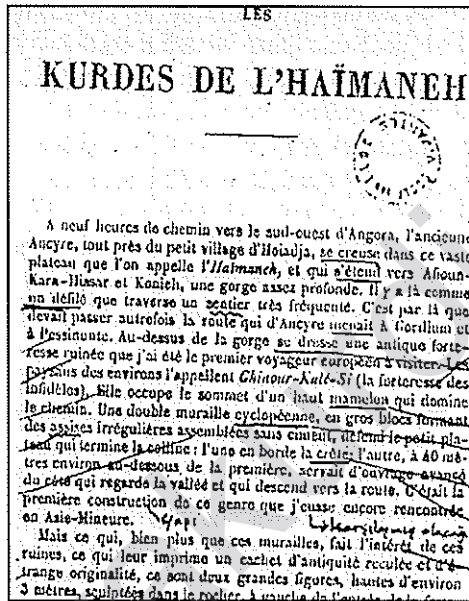 LES
KURDES DE L'HAÏMANEH
A neuf heures de chemin vers le sud-ouest d'Angora, l'ancienne
Ancyre, tout près du petit village d'Hoiadja, se creuse dans ce vaste
plateau que l'on appelle l'Haïmaneh, et qui s'étend vers Afioun-
Kara-Hissar et Konieh, une gorge assez profonde. Il y a là comme
un défilé que traverse un sentier très fréquenté. C'est par là que
devait passer autrefois la route qui d'Ancyre menait à Gordium et
à Pessinunte. Au-dessus de la gorge se dresse une antique forte-
resse ruinée que j'ai été le premier voyageur européen à visiter. Les
paysans des environs l'appellent Ghiaour-Kalé-Si (la forteresse des
infidèles). Elle occupe le sommet d'un haut mamelon qui domine
le chemin. Une double muraille cyclopéenne, en gros blocs formant
des assises irrégulières assemblées sans ciment, défend le petit pla-
teau qui termine la colline : l'une en borde la crête; l'autre, à 40 mè-
tres environ au-dessous de la première, servait d'ouvrage avancé
du côté qui regarde la vallée et qui descend vers la route. C'était la
première construction de ce genre que j'eusse encore rencontrée
en Asie-Mineure. yapı
Mais ce qui, bien plus que ces murailles, fait l'intérêt de ces
ruines, ce qui leur imprime un cachet d'antiquité reculée et d'é-
trange originalité, ce sont deux grandes figures, hautes d'environ
3 mètres, sculptées dans le rocher, à gauche de l'entrée de la